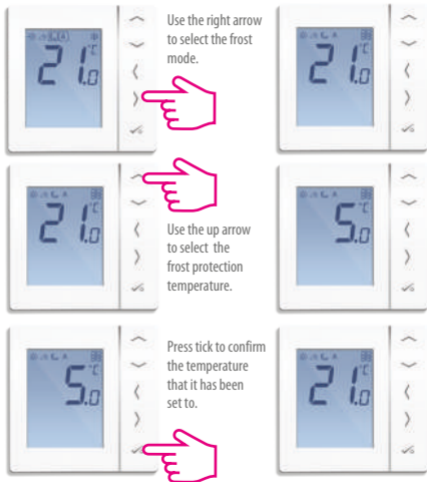 Use the right arrow
to select the frost
mode.
21.0 °C
21.0 °C
21.0 °C
Use the up arrow
to select the
frost protection
temperature.
5.0 °C
5.0 °C
Press tick to confirm
the temperature
that it has been
set to.
21.0 °C